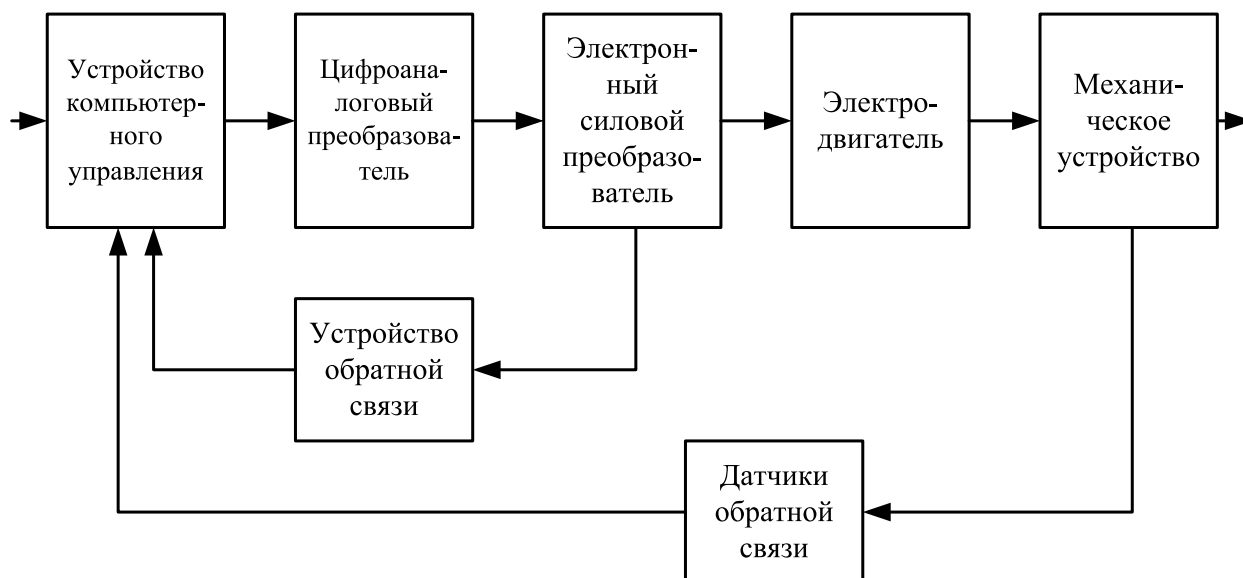 Устройство
компьютер-
ного
управления
Цифроана-
логовый
преобразова-
тель
Электрон-
ный
силовой
преобразо-
ватель
Электро-
двигатель
Механи-
ческое
устройство
Устройство
обратной
связи
Датчики
обратной
связи